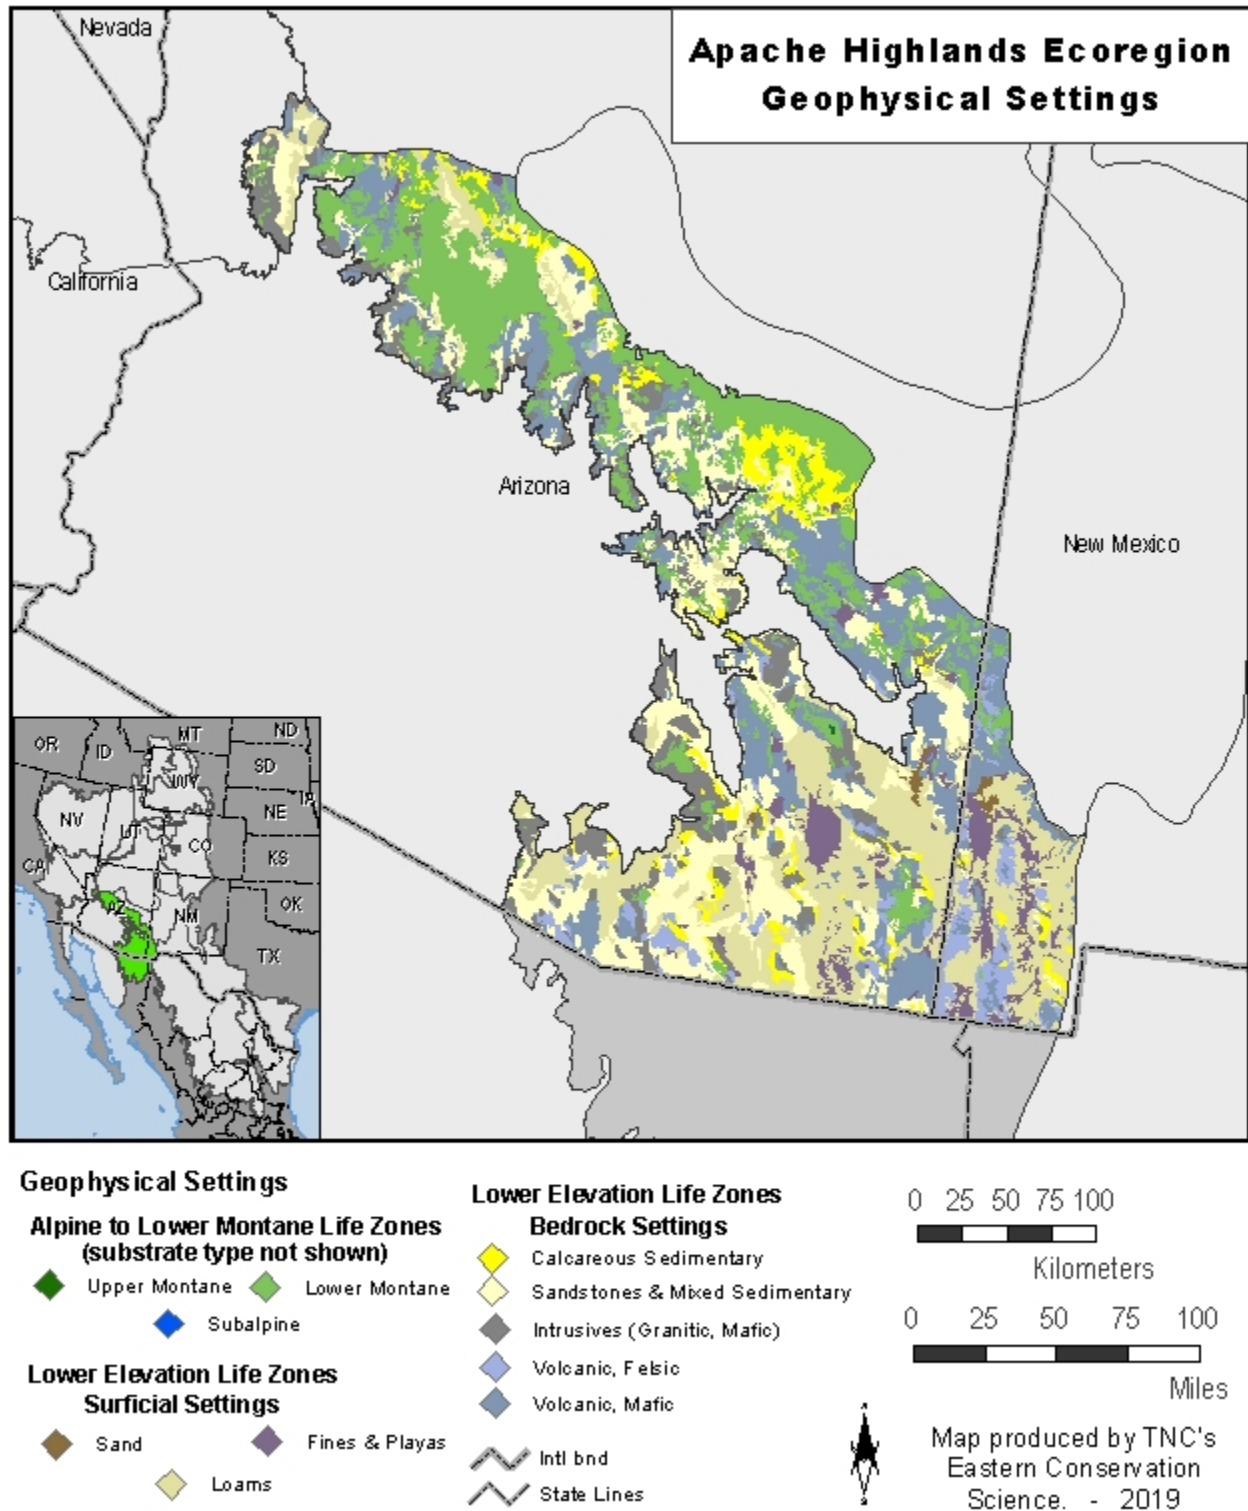 Apache Highlands Ecoregion
Geophysical Settings
Nevada
California
Arizona
New Mexico
OR
ID
MT
ND
WY
SD
IA
NV
UT
NE
CO
CA
KS
AZ
NM
OK
TX
Geophysical Settings
Alpine to Lower Montane Life Zones
(substrate type not shown)
Upper Montane
Lower Montane
Subalpine
Lower Elevation Life Zones
Surficial Settings
Sand
Fines & Playas
Loams
Lower Elevation Life Zones
Bedrock Settings
Calcareous Sedimentary
Sandstones & Mixed Sedimentary
Intrusives (Granitic, Mafic)
Volcanic, Felsic
Volcanic, Mafic
Intl bnd
State Lines
0 25 50 75 100
Kilometers
0 25 50 75 100
Miles
Map produced by TNC's
Eastern Conservation
Science. - 2019